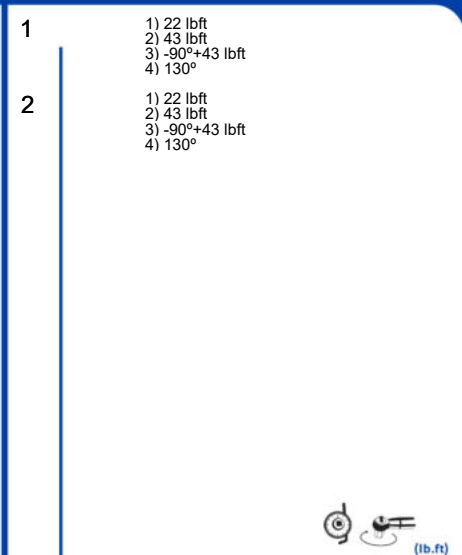 1
1) 22 lbft
2) 43 lbft
3) -90º+43 lbft
4) 130º
2
1) 22 lbft
2) 43 lbft
3) -90º+43 lbft
4) 130º
(lb.ft)